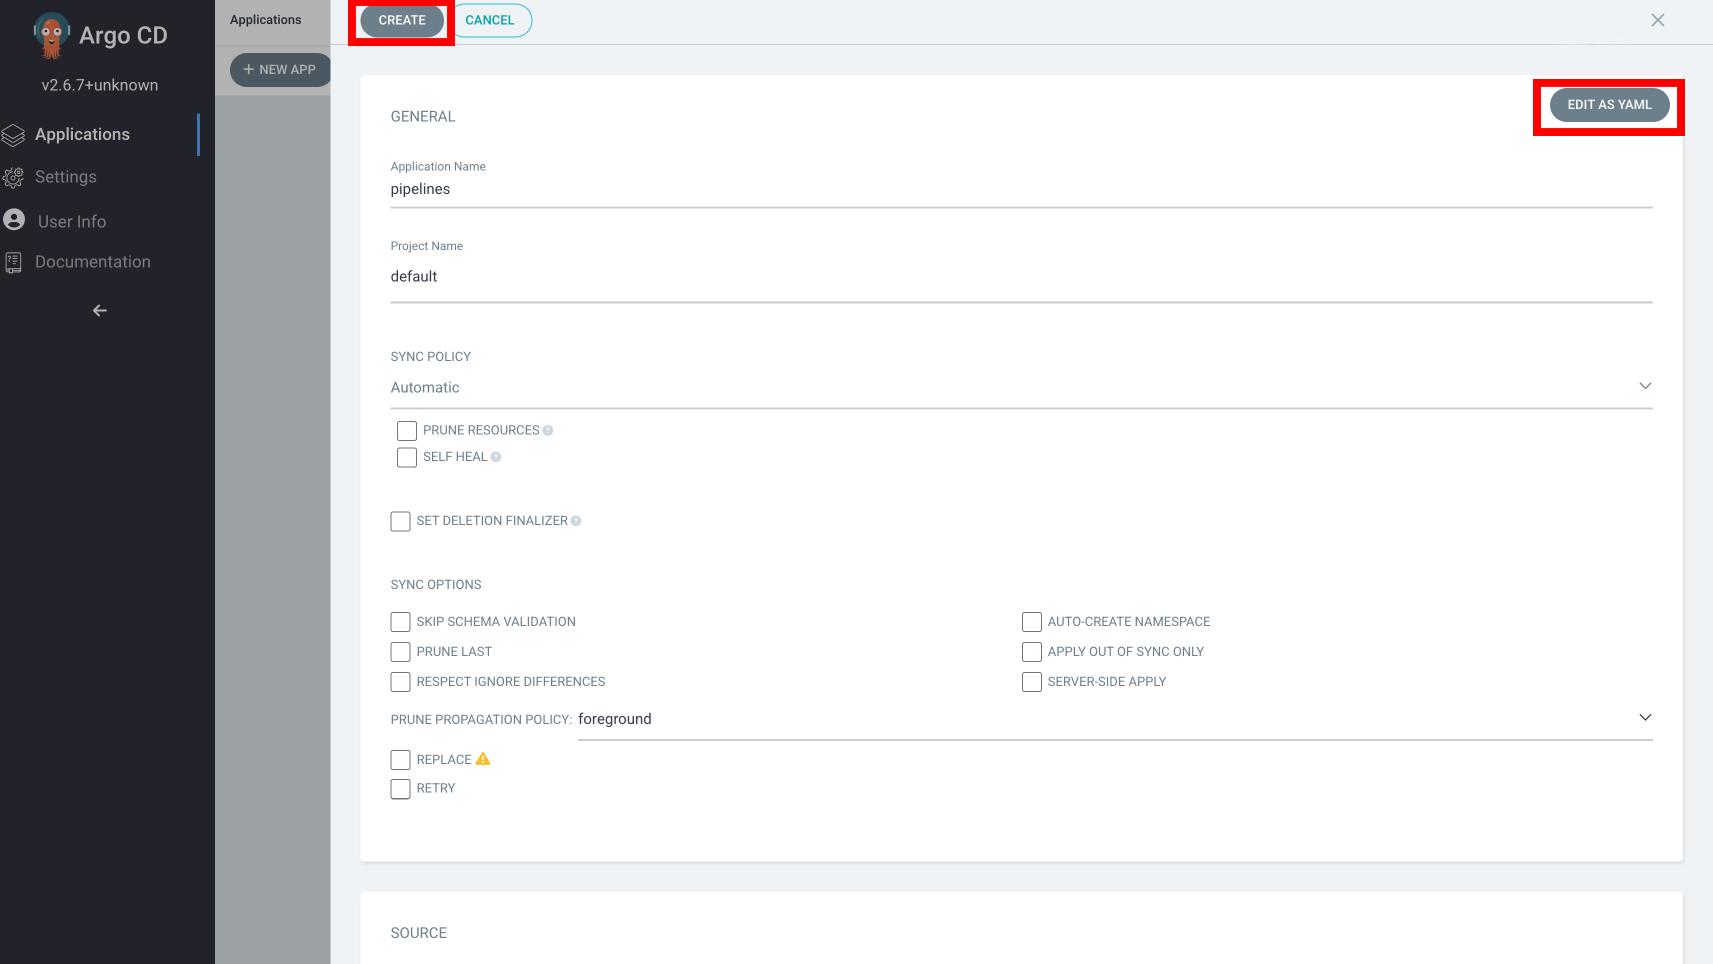 Argo CD
v2.6.7+unknown
Applications
Settings
User Info
Documentation
Applications
+ NEW APP
CREATE
CANCEL
EDIT AS YAML
GENERAL
Application Name
pipelines
Project Name
default
SYNC POLICY
Automatic
PRUNE RESOURCES
SELF HEAL
SET DELETION FINALIZER
SYNC OPTIONS
SKIP SCHEMA VALIDATION
AUTO-CREATE NAMESPACE
PRUNE LAST
APPLY OUT OF SYNC ONLY
RESPECT IGNORE DIFFERENCES
SERVER-SIDE APPLY
PRUNE PROPAGATION POLICY: foreground
REPLACE
RETRY
SOURCE